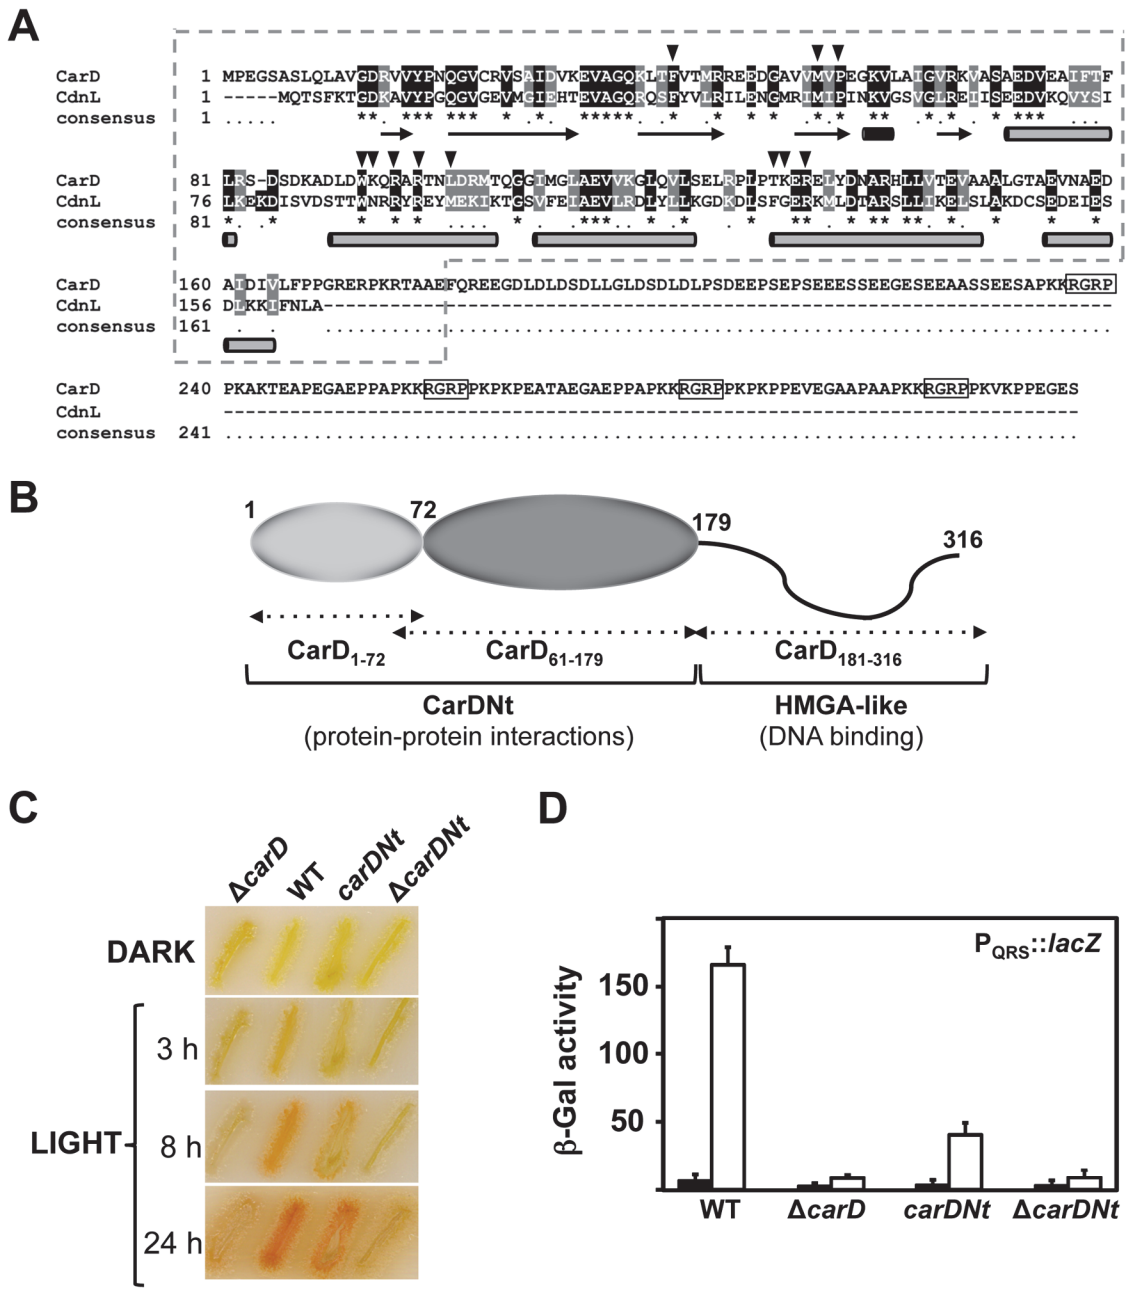 A
CarD 1 MPEGSASLQLAVGDRVVYPNQGVCRVSAIDVKEVAGQKLTFVTMRREEDGAVVMVPEGKVLAIGVRKVASAEDVEAIFTF
CdnL 1 -----MQTSFKTGDKAVYPGQGVGEVMGIEHTEVAGQRQSFYVLRILENGMRIMIPINKVGSVGLREIISEEDVKQVYSI
consensus 1
CarD 81 LRS-DSDKADLDWKQRARTNLDRMTQGGIMGLAEVVKGLQVLSELRPLPTKERELYDNARHLLVTEVAAALGTAEVNAED
CdnL 76 LKEKDISVDSTTWNRRYREYMEKIKTGSVFEIAEVLRDLYLLKGDKDLSFGERKMLDTARSLLIKELSLAKDCSEDEIES
consensus 81
CarD 160 AIDIVLFPPGRERPKRTAAEFQREEGDLDLDSDLLGLDSDLDLPSDEEPSEPSEEESSEEGESEEAASSEESAPKKRGRP
CdnL 156 DLKKIFNLA
consensus 161
CarD 240 PKAKTEAPEGAEPPAPKKRGRPPKPKPEATAEGAEPPAPKKRGRPPKPKPPEVEGAAPAAPKKRGRPPKVKPPEGES
CdnL
consensus 241
B
1 72 179 316
CarD1-72 CarD61-179 CarD181-316
CarDNt HMGA-like
(protein-protein interactions) (DNA binding)
C
ΔcarD WT carDNt ΔcarDNt
DARK
LIGHT
3 h
8 h
24 h
D
PQRS::lacZ
β-Gal activity
150
100
50
WT ΔcarD carDNt ΔcarDNt